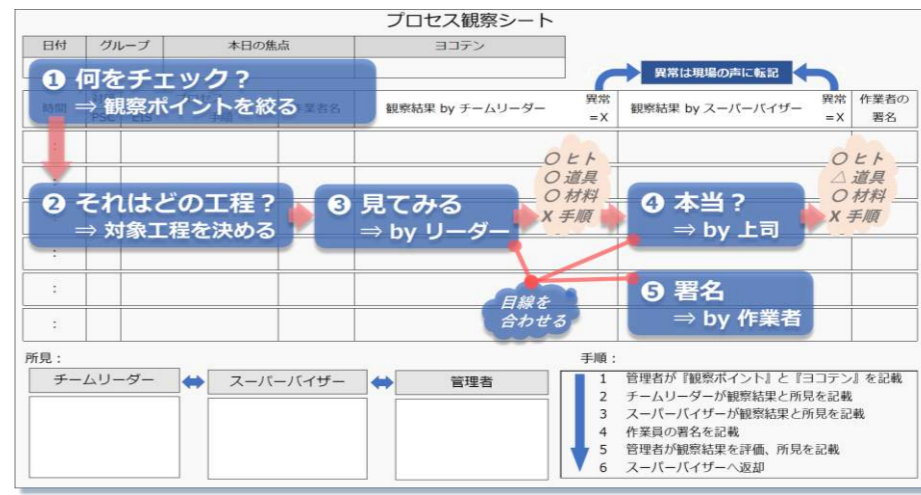 プロセス観察シート
日付 グループ 本日の焦点 ヨコテン
❶ 何をチェック？
⇒ 観察ポイントを絞る
異常は現場の声に転記
時間 手順 作業者名 観察結果 by チームリーダー 異常 =X 観察結果 by スーパーバイザー 異常 =X 作業者の 署名
❷ それはどの工程？
⇒ 対象工程を決める
❸ 見てみる
⇒ by リーダー
○ ヒト
○ 道具
○ 材料
X 手順
❹ 本当？
⇒ by 上司
○ ヒト
△ 道具
○ 材料
X 手順
目線を
合わせる
❺ 署名
⇒ by 作業者
所見：
チームリーダー スーパーバイザー 管理者
手順：
1 管理者が『観察ポイント』と『ヨコテン』を記載
2 チームリーダーが観察結果と所見を記載
3 スーパーバイザーが観察結果と所見を記載
4 作業員の署名を記載
5 管理者が観察結果を評価、所見を記載
6 スーパーバイザーへ返却